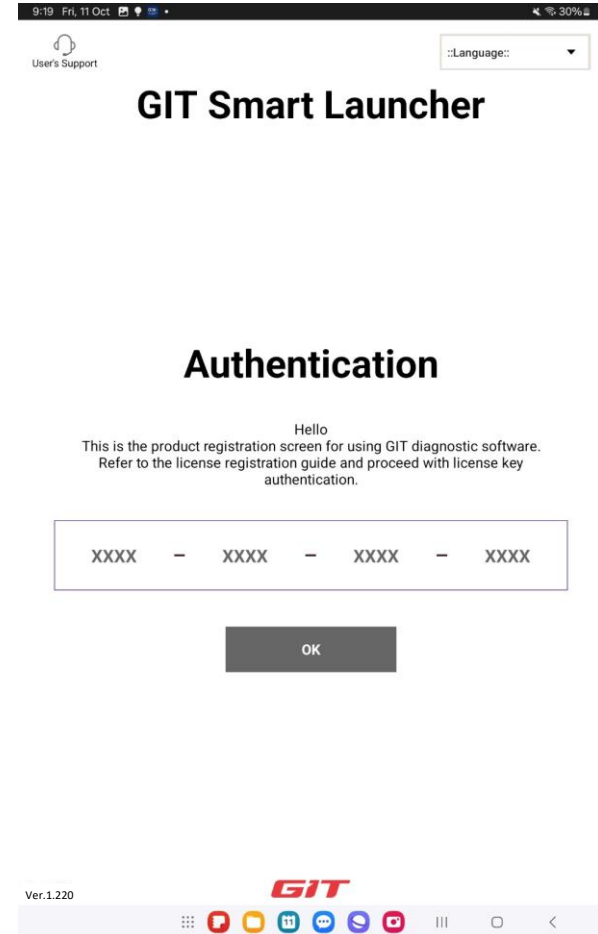 9:19 Fri, 11 Oct
30%
User's Support
::Language::
GIT Smart Launcher
Authentication
Hello
This is the product registration screen for using GIT diagnostic software.
Refer to the license registration guide and proceed with license key
authentication.
XXXX – XXXX – XXXX – XXXX
OK
Ver.1.220
GIT
11